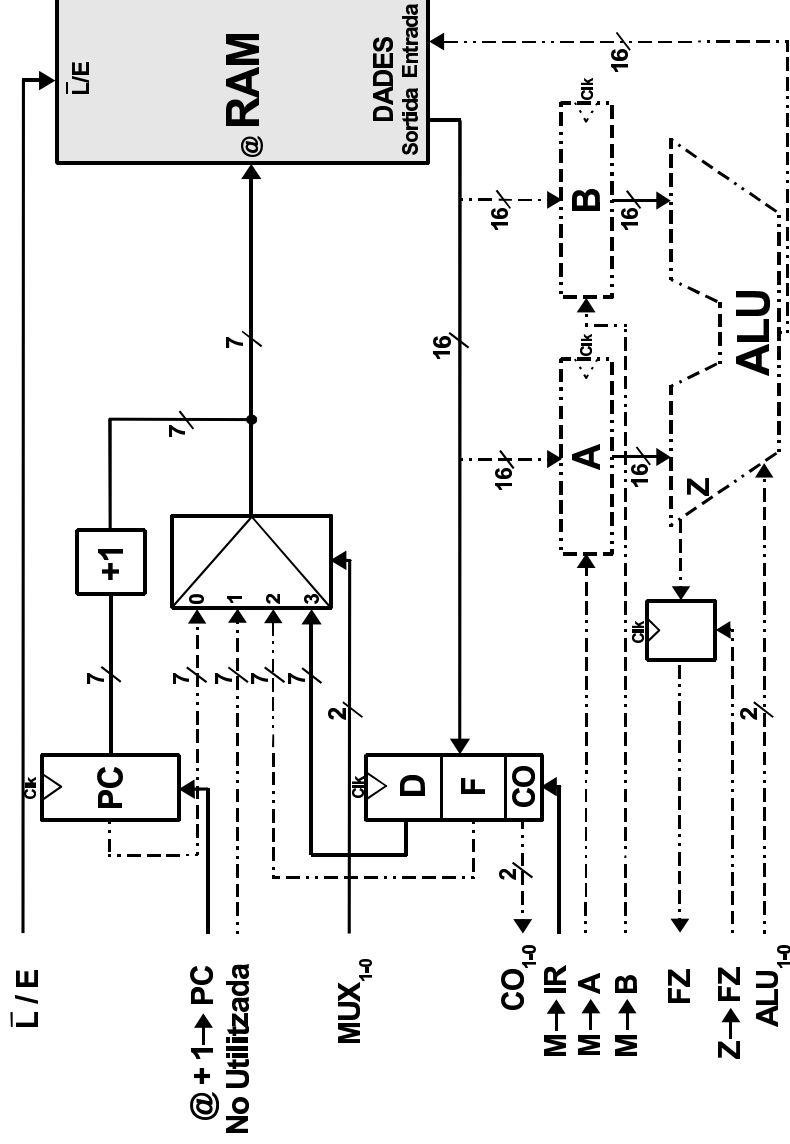 L̅/E
@ RAM
DADES
Sortida Entrada
16
16
B
Clk
16
7
16
7
16
A
Clk
16
ALU
Z
+1
0
1
2
3
7
7
7
7
7
2
Clk
PC
Clk
D
F
CO
2
Clk
2
L̅ / E
@ + 1→ PC
No Utilitzada
MUX1-0
CO1-0
M→ IR
M→ A
M→ B
FZ
Z→ FZ
ALU1-0